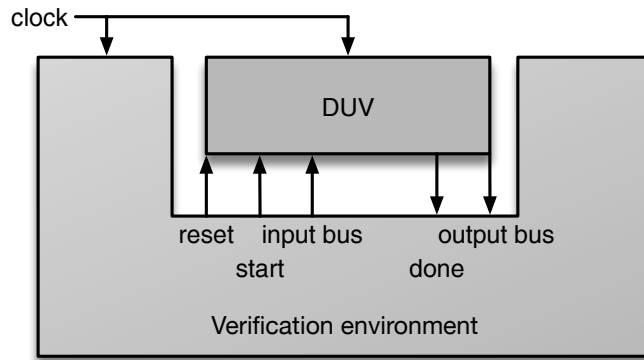 clock
DUV
reset input bus output bus
start done
Verification environment